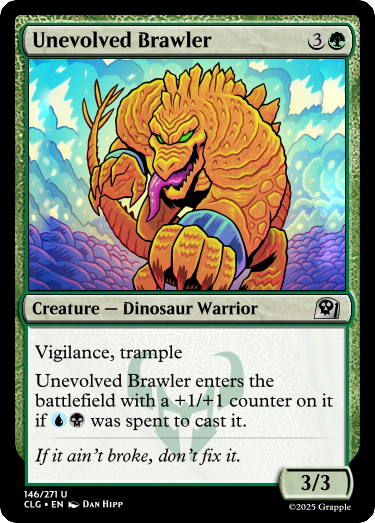 Unevolved Brawler 3
Creature — Dinosaur Warrior
Vigilance, trample
Unevolved Brawler enters the
battlefield with a +1/+1 counter on it
if was spent to cast it.
If it ain't broke, don't fix it.
3/3
146/271 U
CLG • EN Dan Hipp
©2025 Grapple